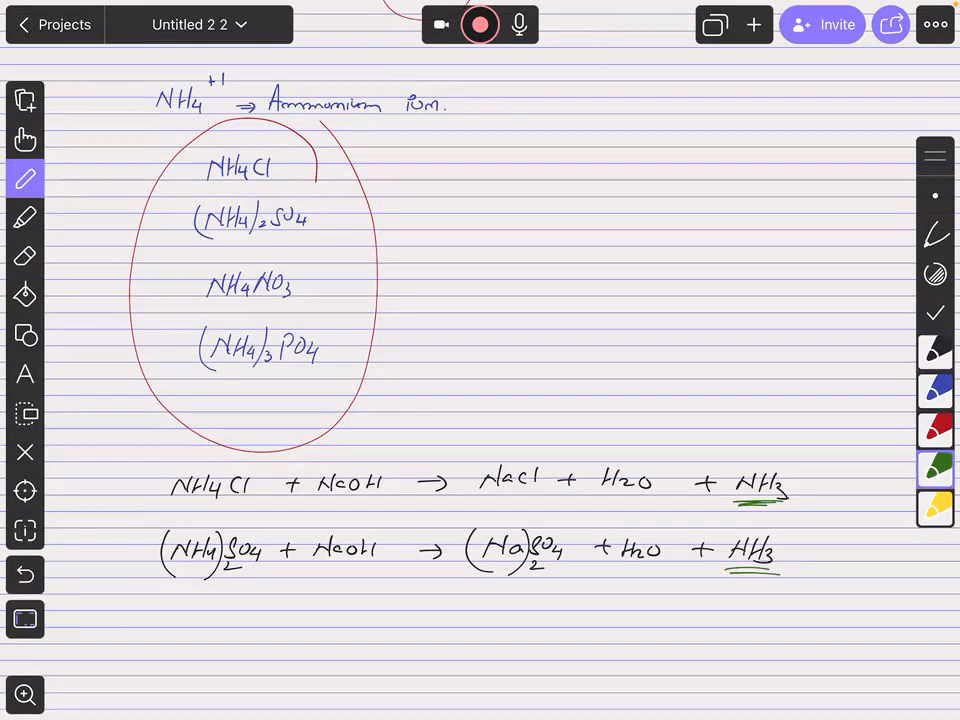 Projects Untitled 2 2 Invite
NH4 +1 ⇒ Ammonium ion.
NH4Cl
(NH4)2SO4
NH4NO3
(NH4)3PO4
NH4Cl + NaOH → NaCl + H2O + NH3
(NH4)2SO4 + NaOH → (Na)2SO4 + H2O + NH3